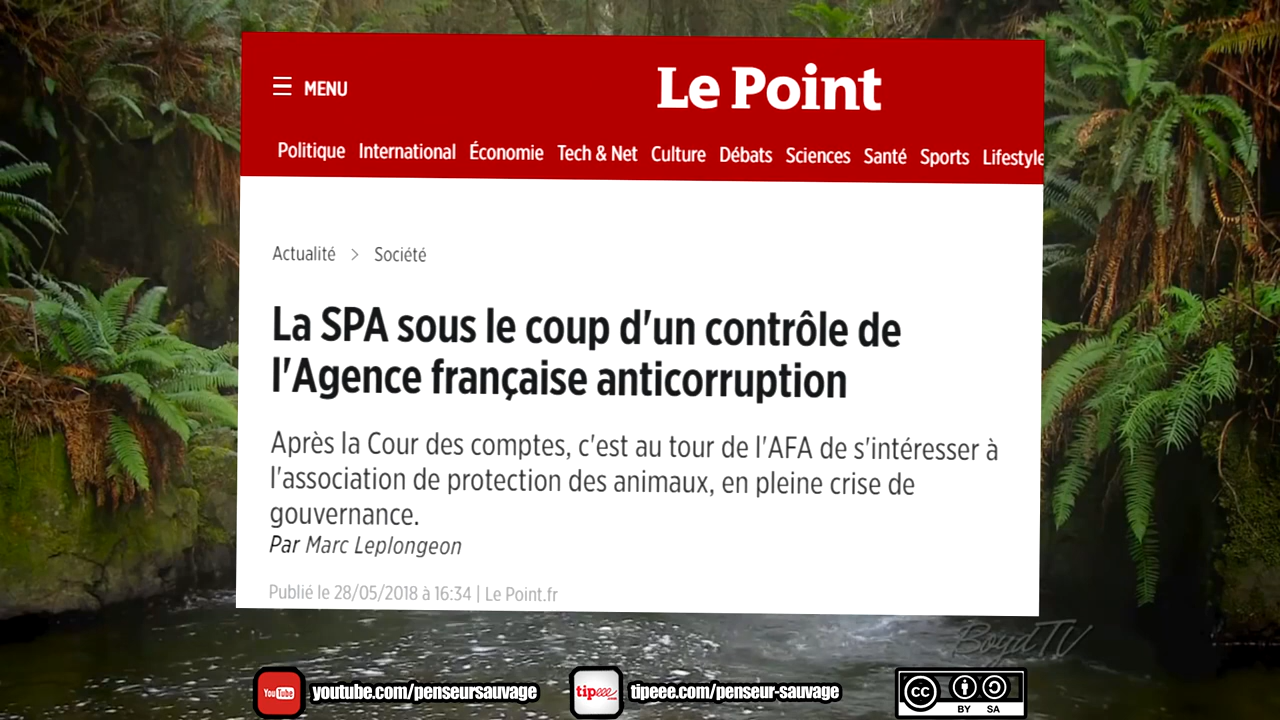 MENU
Le Point
Politique International Économie Tech & Net Culture Débats Sciences Santé Sports Lifestyle
Actualité > Société
La SPA sous le coup d'un contrôle de
l'Agence française anticorruption
Après la Cour des comptes, c'est au tour de l'AFA de s'intéresser à
l'association de protection des animaux, en pleine crise de
gouvernance.
Par Marc Leplongeon
Publié le 28/05/2018 à 16:34 | Le Point.fr
BoydTV
YouTube youtube.com/penseursauvage tipeee.com tipeee.com/penseur-sauvage cc
BY SA